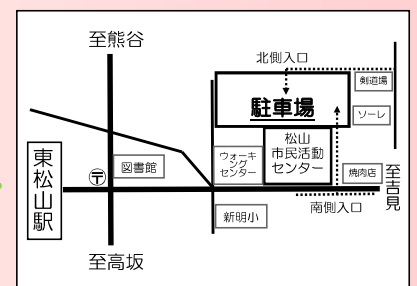 至熊谷
北側入口
剣道場
駐車場
ソーレ
松山
市民活動
センター
ウォーキ
ング
センター
焼肉店
図書館
〒
東松山駅
至吉見
南側入口
新明小
至高坂